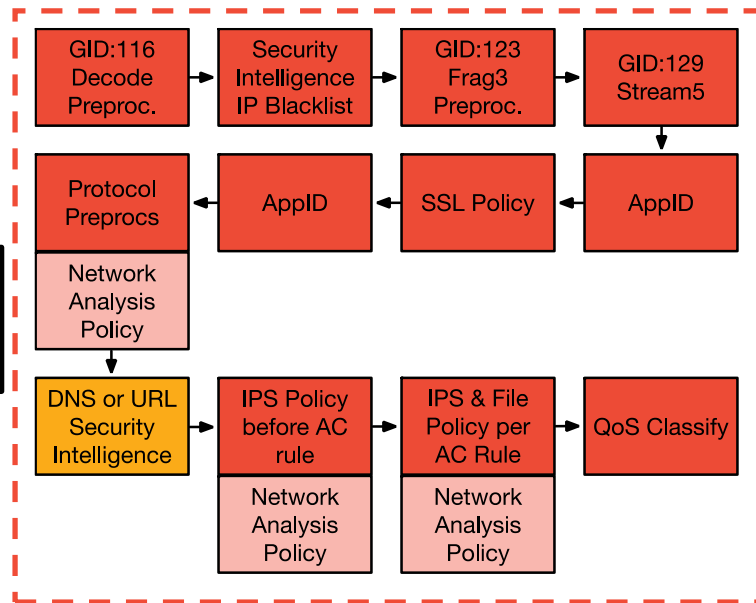 GID:116
Decode
Preproc.
Security
Intelligence
IP Blacklist
GID:123
Frag3
Preproc.
GID:129
Stream5
Protocol
Preprocs
Network
Analysis
Policy
AppID
SSL Policy
AppID
DNS or URL
Security
Intelligence
IPS Policy
before AC
rule
Network
Analysis
Policy
IPS & File
Policy per
AC Rule
Network
Analysis
Policy
QoS Classify